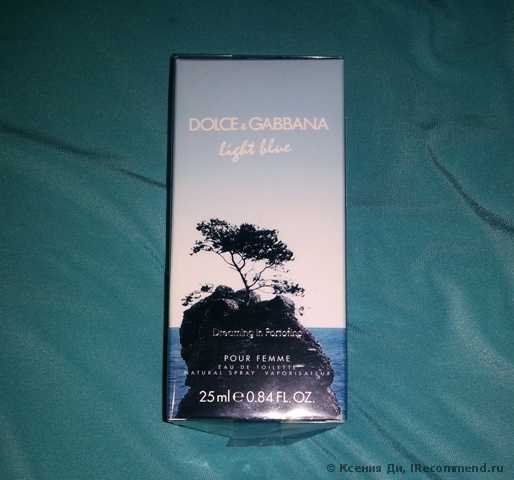 DOLCE & GABBANA
light blue
Dreaming in Portofino
POUR FEMME
EAU DE TOILETTE
NATURAL SPRAY VAPORISATEUR
25 ml e 0.84 FL. OZ.
© Ксения Ди, IRecommend.ru